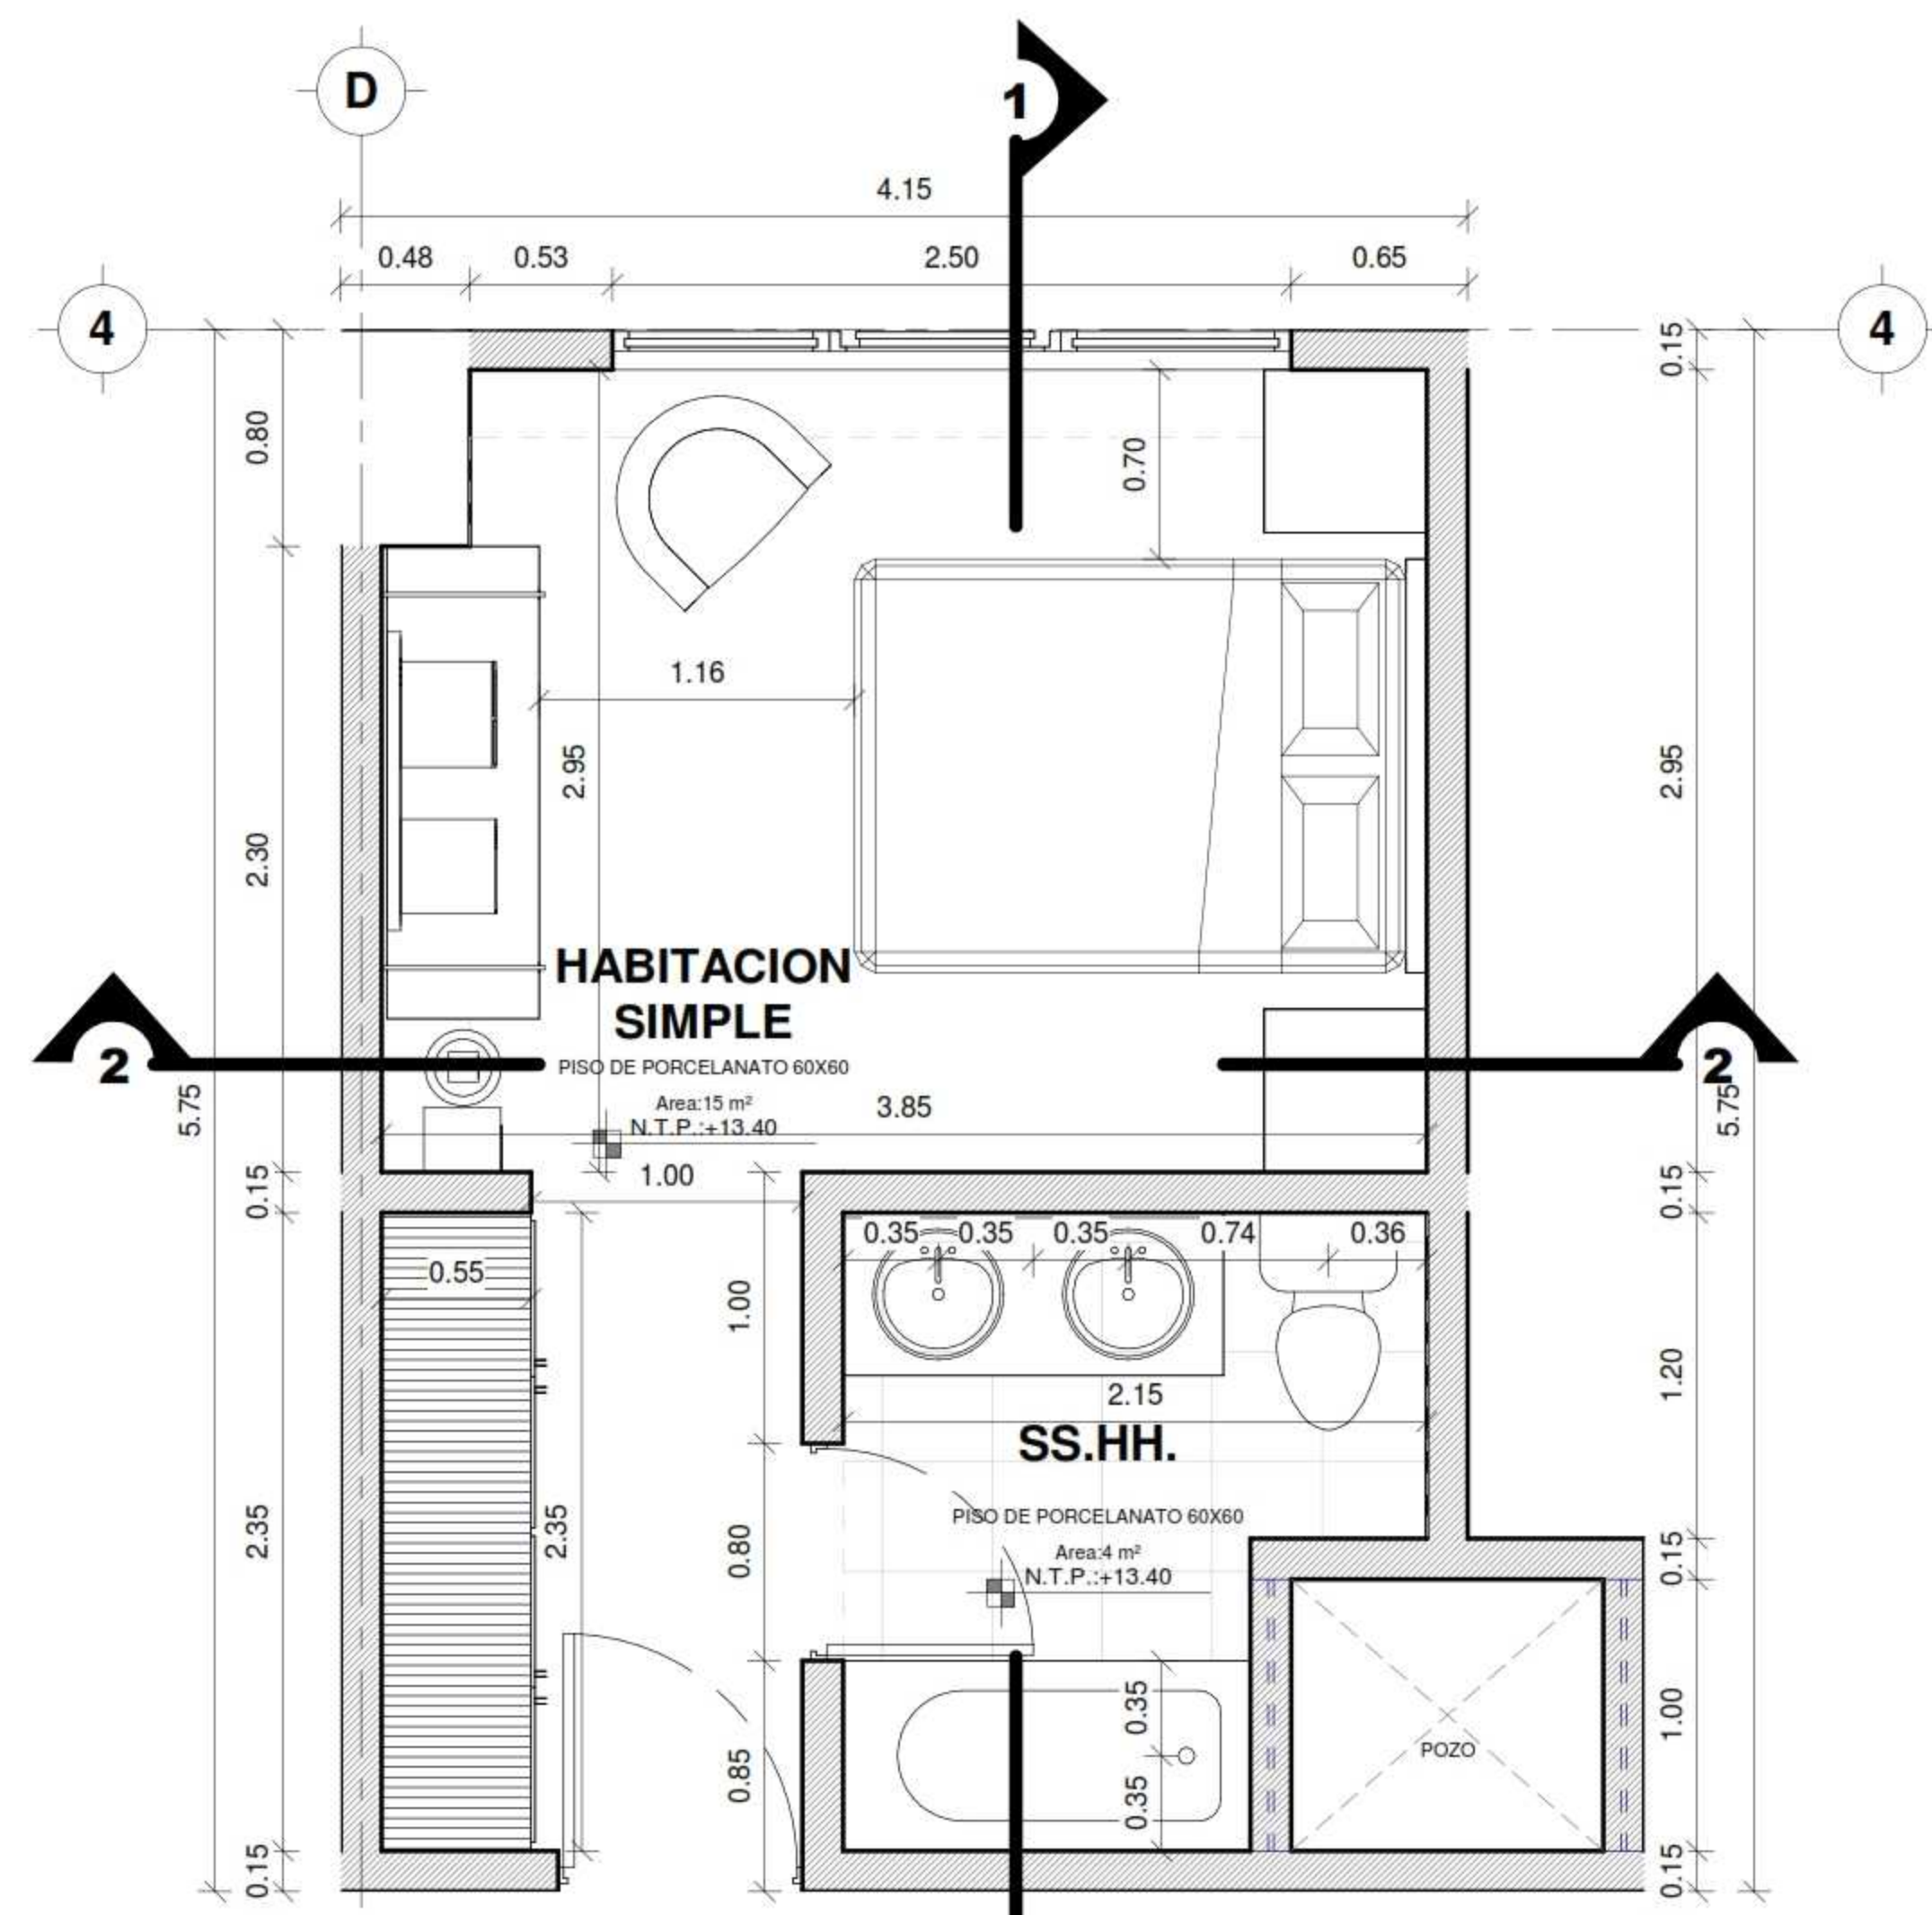 D
1
4.15
0.48 0.53 2.50 0.65
4
4
0.15
0.80
0.70
1.16
2.95
2.95
2.30
HABITACION
SIMPLE
PISO DE PORCELANATO 60X60
Area:15 m²
N.T.P.:+13.40
2
2
5.75
3.85
5.75
1.00
0.15
0.15
0.35 0.35 0.35 0.74 0.36
0.55
1.00
1.20
2.15
SS.HH.
PISO DE PORCELANATO 60X60
Area:4 m²
N.T.P.:+13.40
2.35
2.35
0.80
0.15
0.35
0.35
0.85
POZO
1.00
0.15
0.15